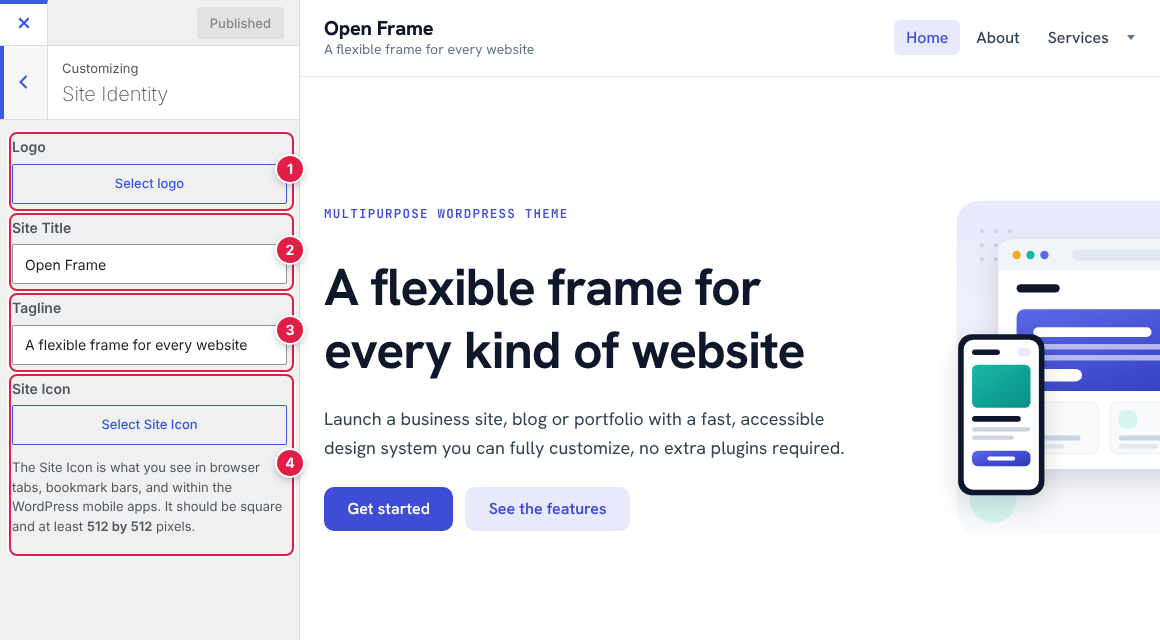 Published
Customizing
Site Identity
Logo
Select logo
1
Site Title
Open Frame
2
Tagline
A flexible frame for every website
3
Site Icon
Select Site Icon
The Site Icon is what you see in browser
tabs, bookmark bars, and within the
WordPress mobile apps. It should be square
and at least 512 by 512 pixels.
4
Open Frame
A flexible frame for every website
Home About Services
MULTIPURPOSE WORDPRESS THEME
A flexible frame for
every kind of website
Launch a business site, blog or portfolio with a fast, accessible
design system you can fully customize, no extra plugins required.
Get started See the features